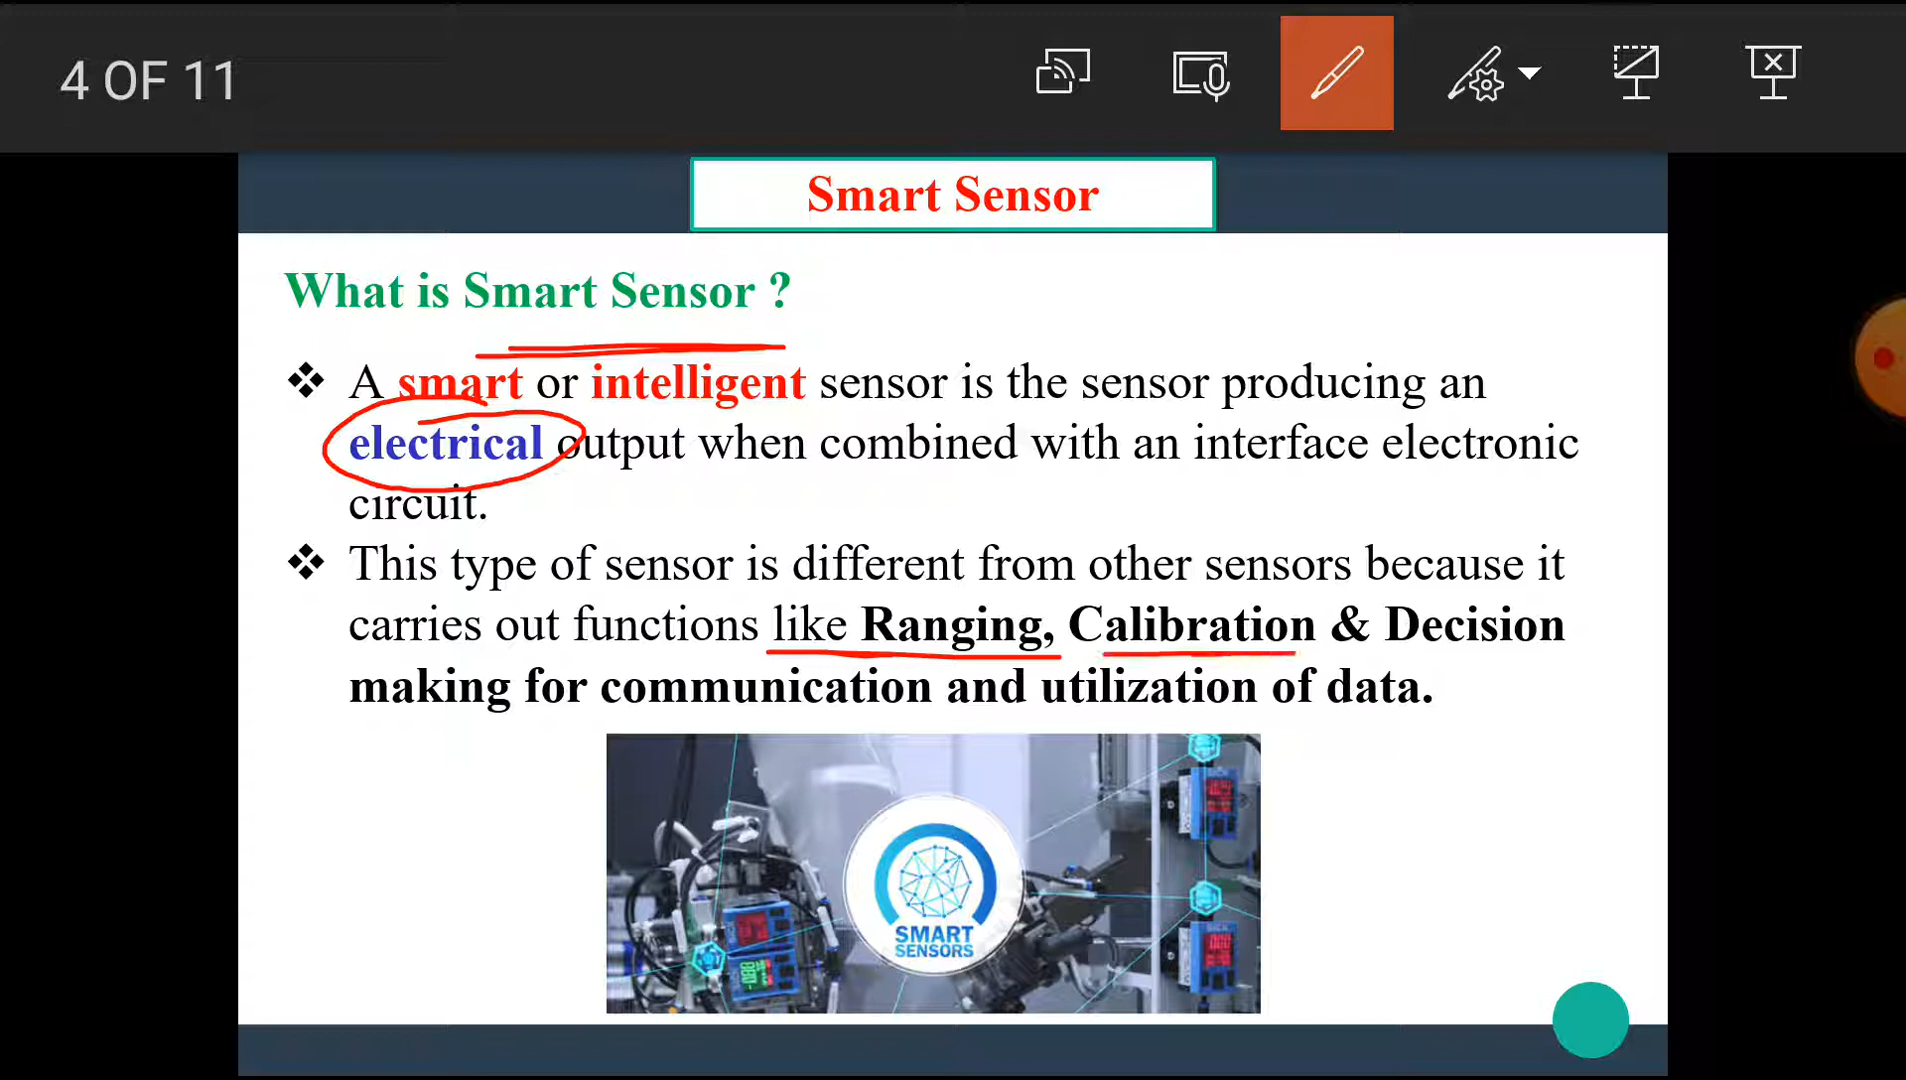 4 OF 11
Smart Sensor
What is Smart Sensor ?
❖ A smart or intelligent sensor is the sensor producing an
electrical output when combined with an interface electronic
circuit.
❖ This type of sensor is different from other sensors because it
carries out functions like Ranging, Calibration & Decision
making for communication and utilization of data.
SMART
SENSORS